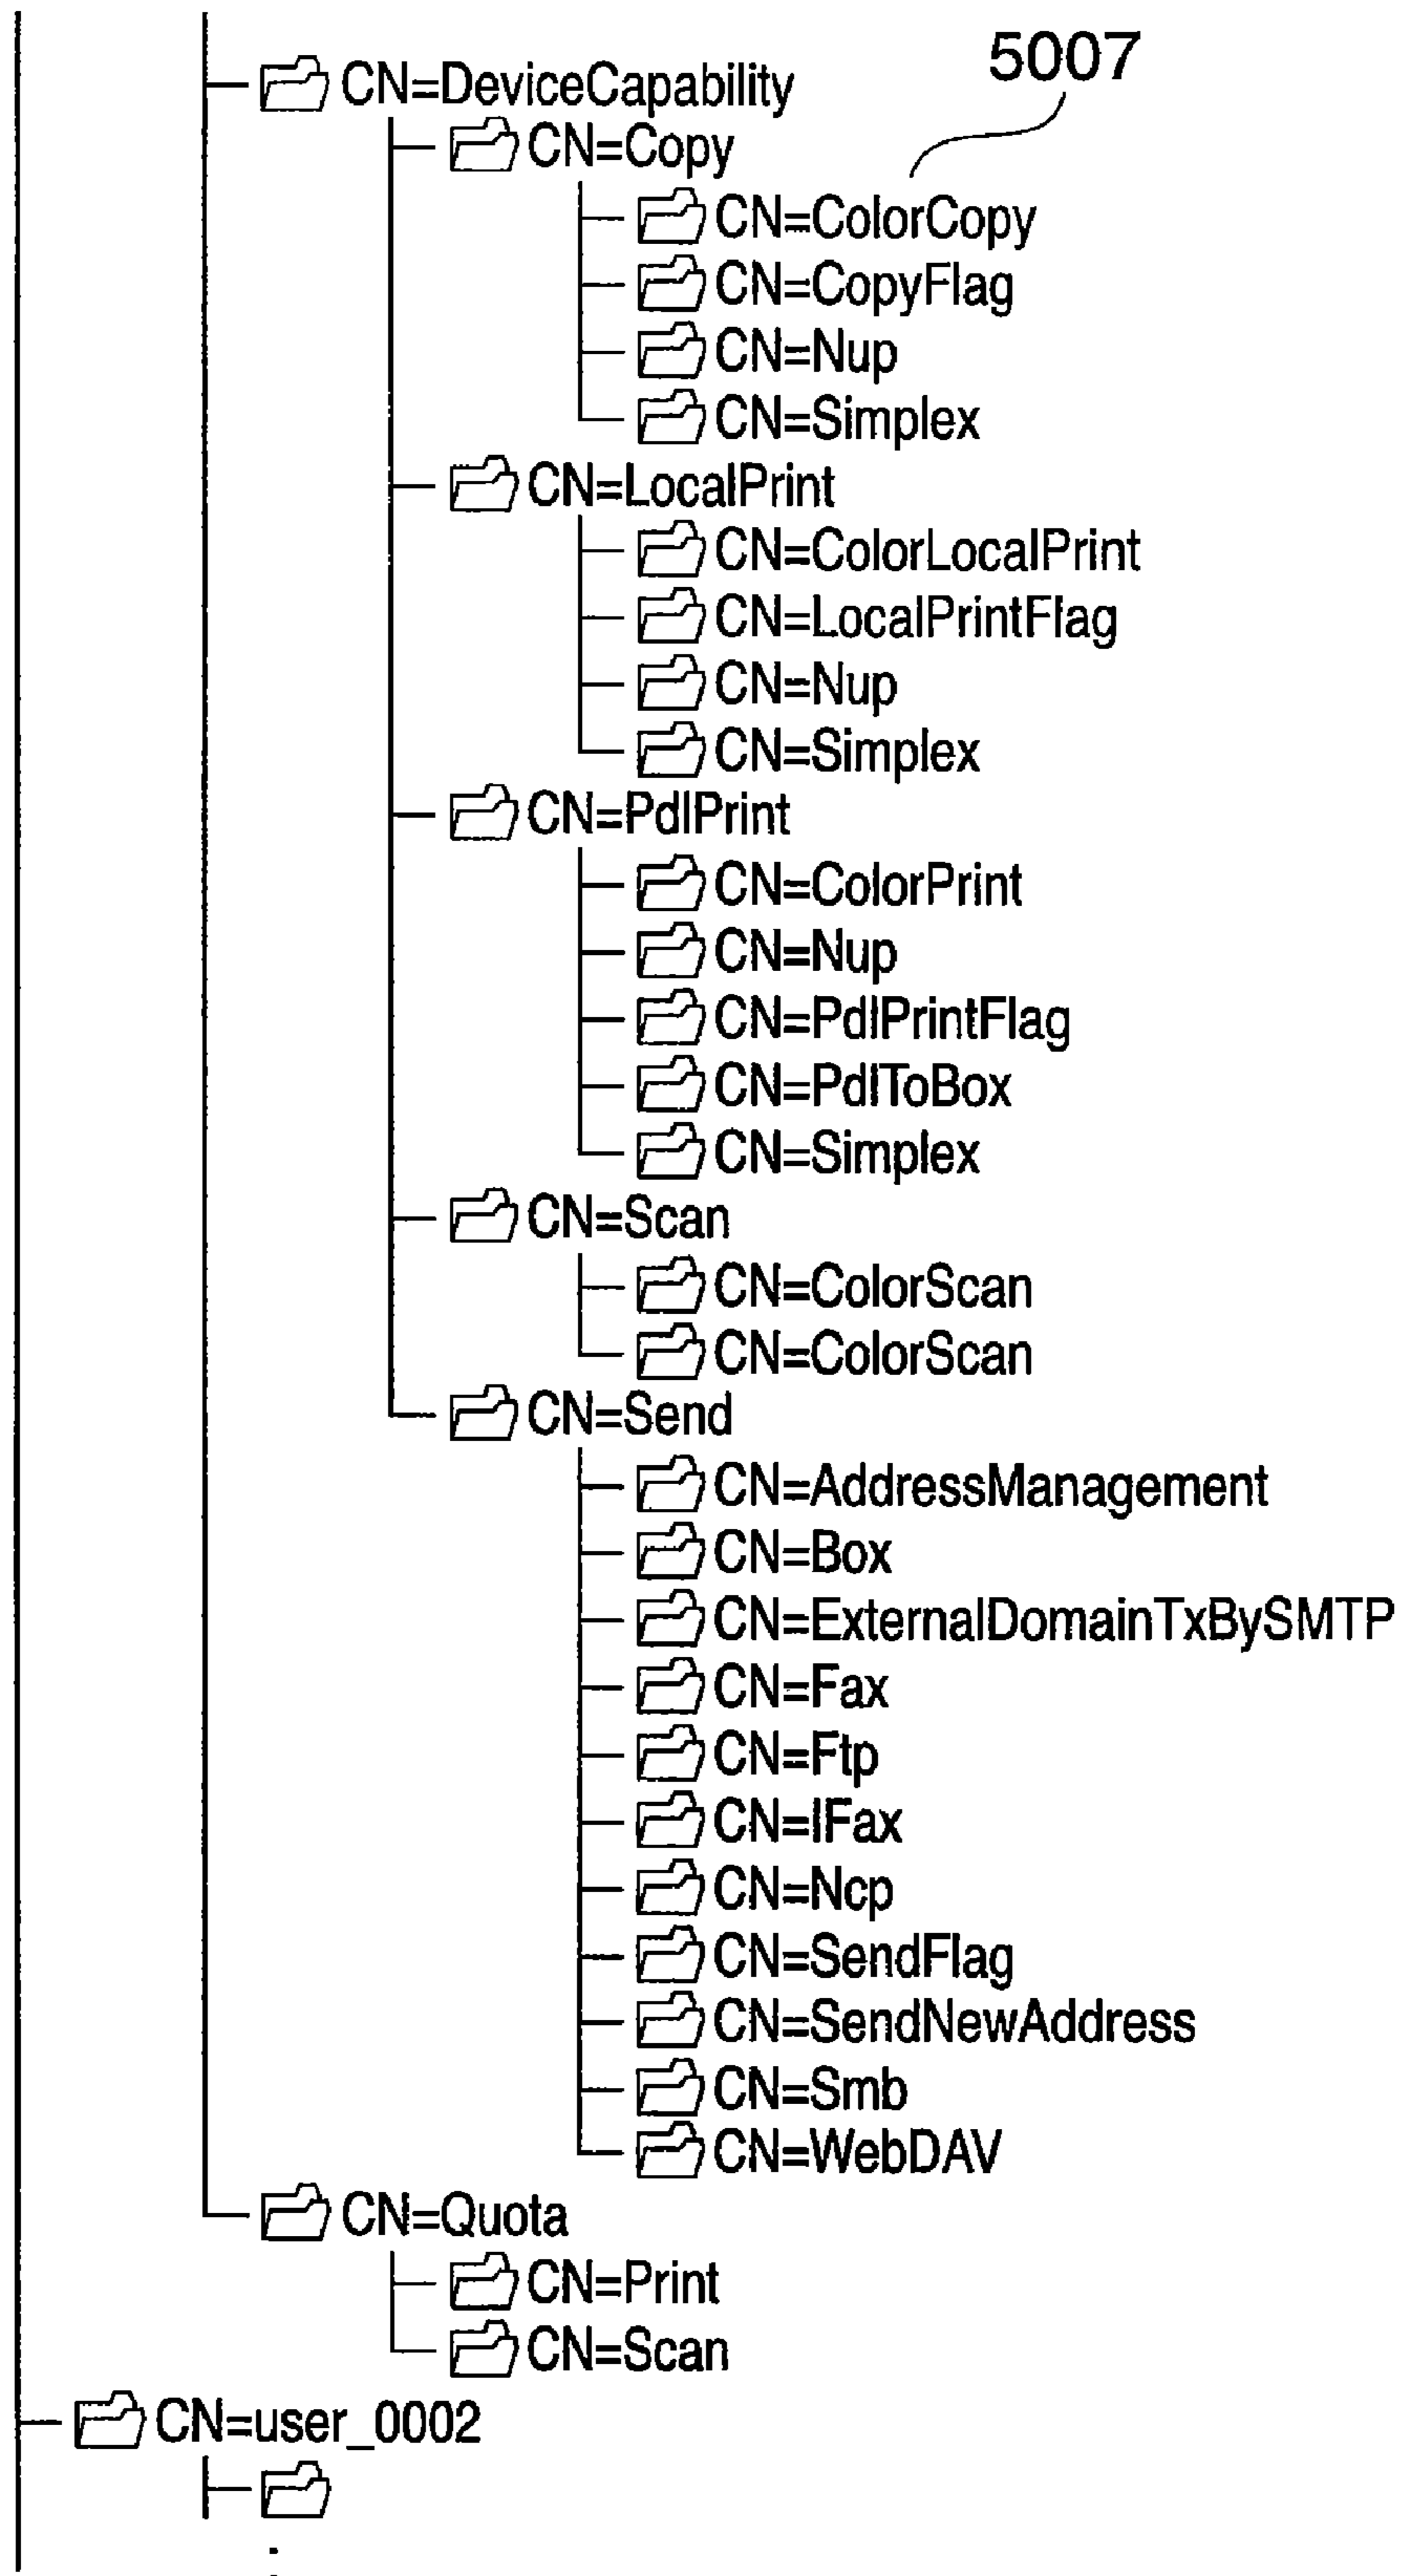 5007
CN=DeviceCapability
CN=Copy
CN=ColorCopy
CN=CopyFlag
CN=Nup
CN=Simplex
CN=LocalPrint
CN=ColorLocalPrint
CN=LocalPrintFlag
CN=Nup
CN=Simplex
CN=PdlPrint
CN=ColorPrint
CN=Nup
CN=PdlPrintFlag
CN=PdlToBox
CN=Simplex
CN=Scan
CN=ColorScan
CN=ColorScan
CN=Send
CN=AddressManagement
CN=Box
CN=ExternalDomainTxBySMTP
CN=Fax
CN=Ftp
CN=IFax
CN=Ncp
CN=SendFlag
CN=SendNewAddress
CN=Smb
CN=WebDAV
CN=Quota
CN=Print
CN=Scan
CN=user_0002